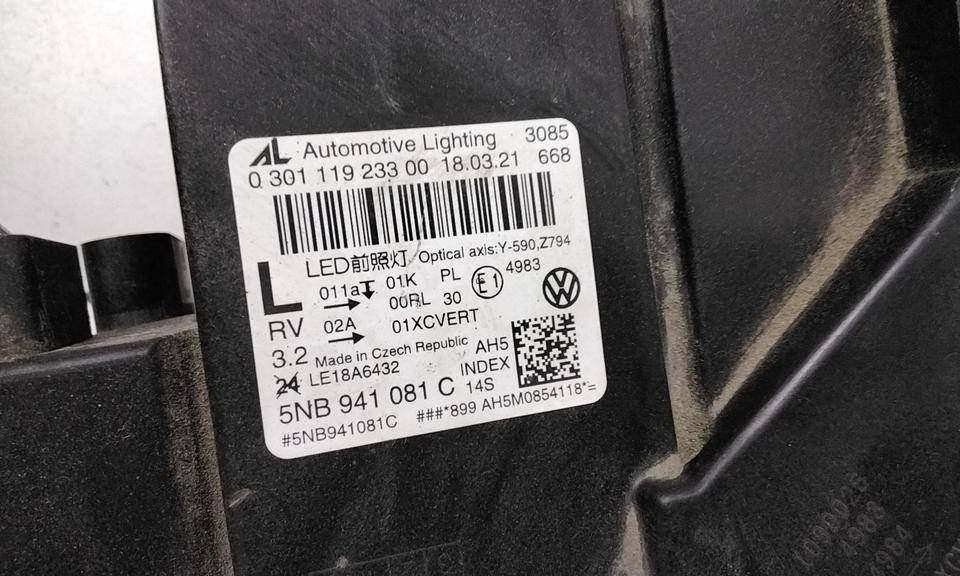 AL Automotive Lighting 3085
0 301 119 233 00 18.03.21 668
L LED前照灯 Optical axis:Y-590,Z794
011a 01K PL E1 4983
00RL 30
RV 02A 01XCVERT
3.2 Made in Czech Republic AH5
24 LE18A6432 INDEX
5NB 941 081 C 14S
#5NB941081C ###*899 AH5M0854118*=
4983
4984